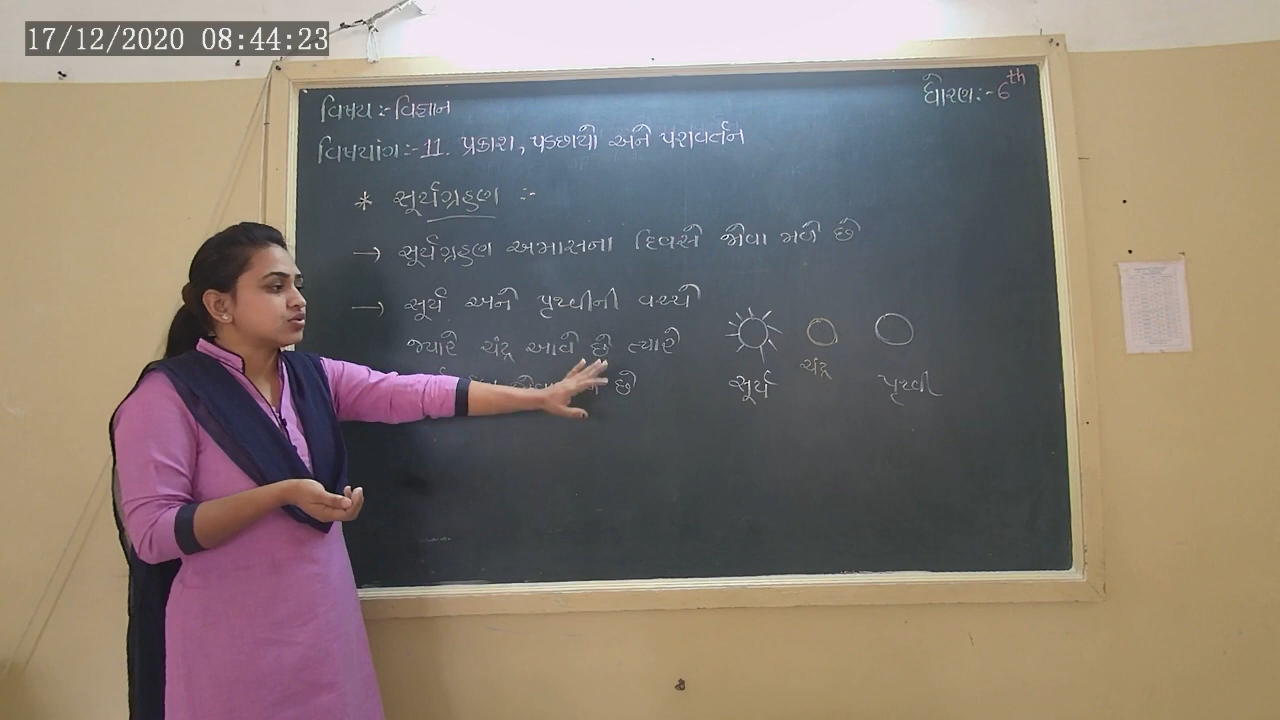 17/12/2020 08:44:23
વિષય :- વિજ્ઞાન
ધોરણ :- 6th
વિષયાંગ :- 11. પ્રકાશ, પડછાયો અને પરાવર્તન
* સૂર્યગ્રહણ :-
→ સૂર્યગ્રહણ અમાસના દિવસે જોવા મળે છે
→ સૂર્ય અને પૃથ્વીની વચ્ચે
જ્યારે ચંદ્ર આવે છે ત્યારે
છે
સૂર્ય ચંદ્ર પૃથ્વી